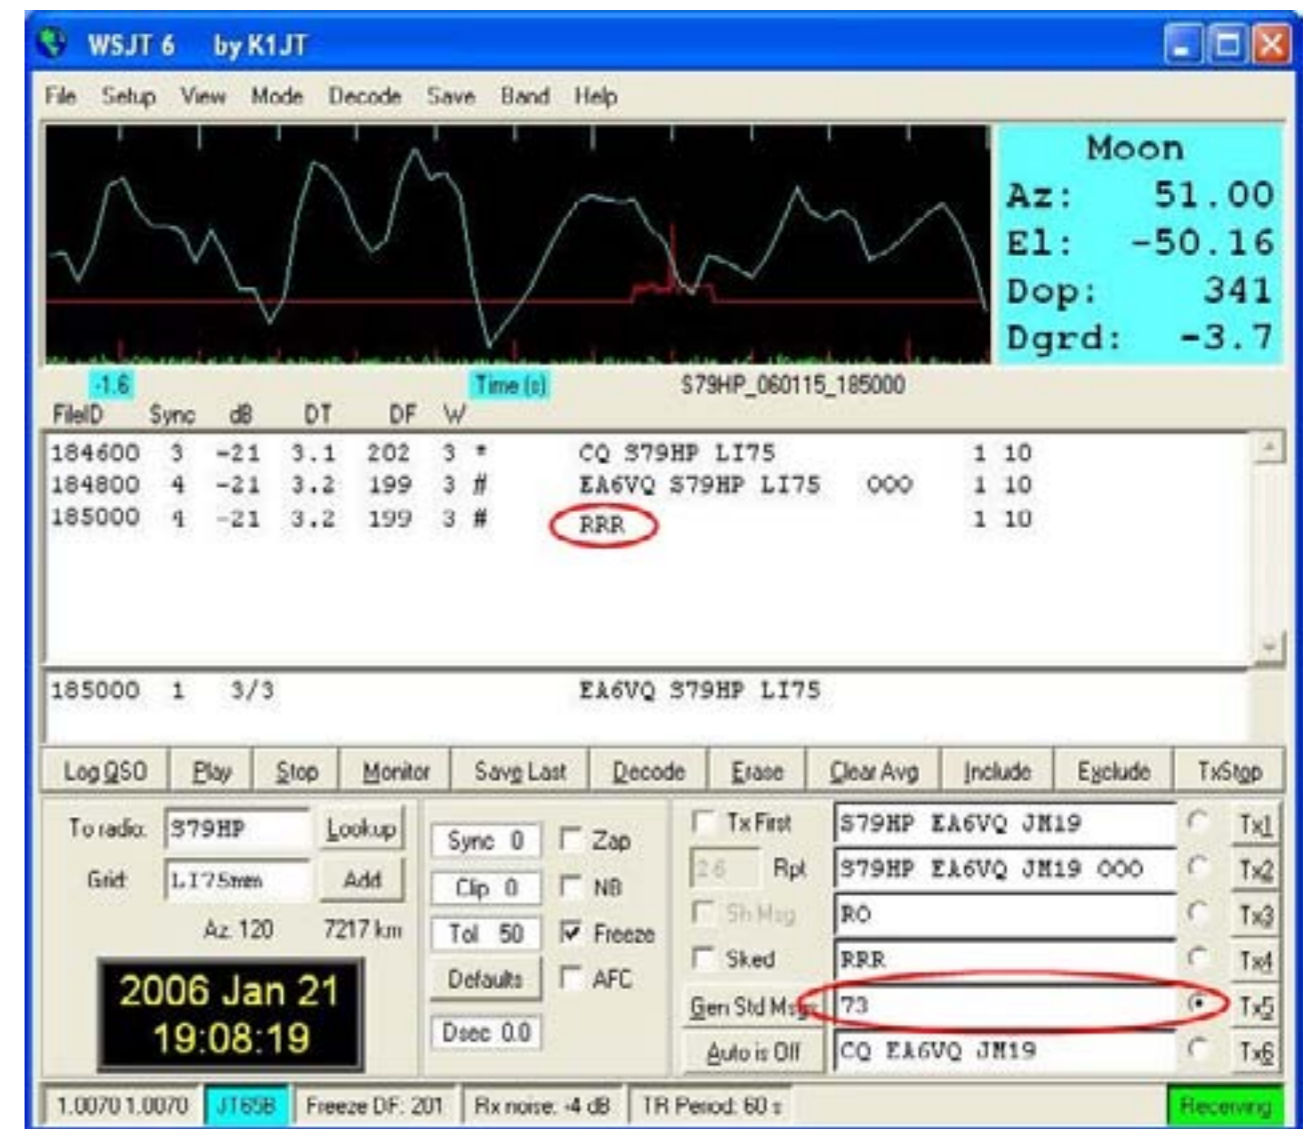 WSJT 6 by K1JT
File Setup View Mode Decode Save Band Help
Moon
Az: 51.00
El: -50.16
Dop: 341
Dgrd: -3.7
-1.6 Time (s) S79HP_060115_185000
FileID Sync dB DT DF W
184600 3 -21 3.1 202 3 * CQ S79HP LI75 1 10
184800 4 -21 3.2 199 3 # EA6VQ S79HP LI75 OOO 1 10
185000 4 -21 3.2 199 3 # RRR 1 10
185000 1 3/3 EA6VQ S79HP LI75
Log QSO Play Stop Monitor Save Last Decode Erase Clear Avg Include Exclude TxStop
To radio: S79HP Lookup
Grid: LI75mm Add
Az: 120 7217 km
2006 Jan 21
19:08:19
Sync 0 Zap
Clip 0 NB
Tol 50 Freeze
Defaults AFC
Dsec 0.0
Tx First S79HP EA6VQ JM19 Tx1
26 Rpt S79HP EA6VQ JM19 OOO Tx2
Sh Msg RO Tx3
Sked RRR Tx4
Gen Std Msgs 73 Tx5
Auto is Off CQ EA6VQ JM19 Tx6
1.0070 1.0070 JT65B Freeze DF: 201 Rx noise: -4 dB TR Period: 60 s Receiving